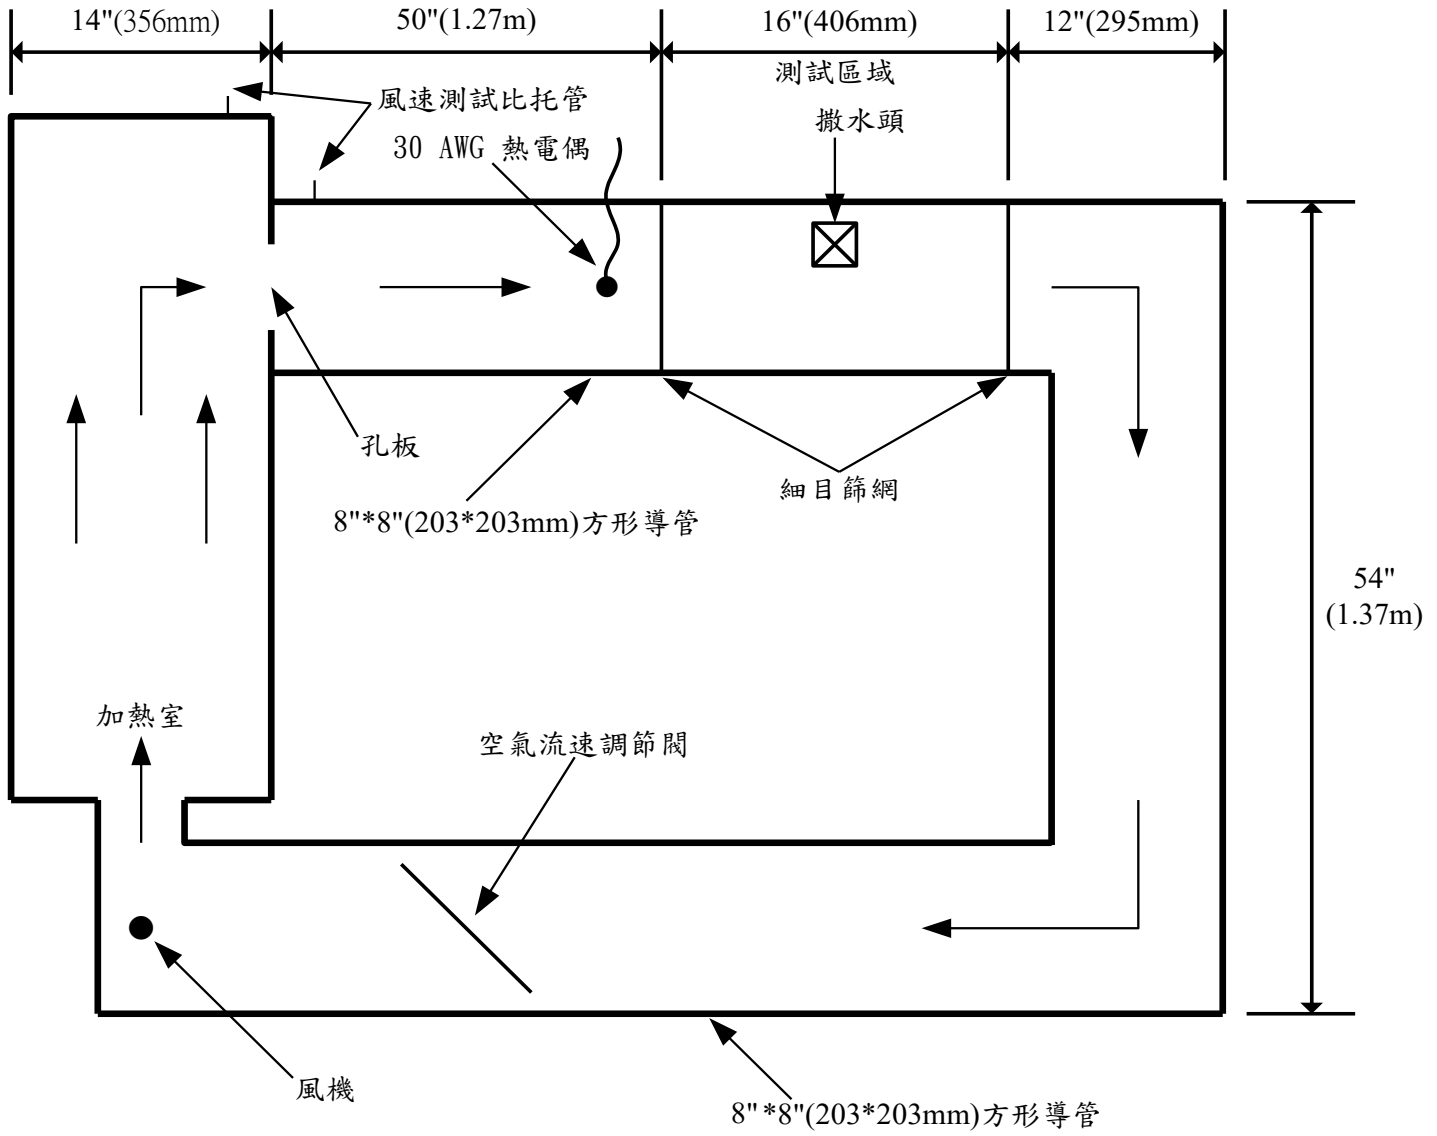 14"(356mm)
50"(1.27m)
16"(406mm)
12"(295mm)
測試區域
風速測試比托管
撒水頭
30 AWG 熱電偶
孔板
細目篩網
8"*8"(203*203mm)方形導管
54"
(1.37m)
加熱室
空氣流速調節閥
風機
8"*8"(203*203mm)方形導管